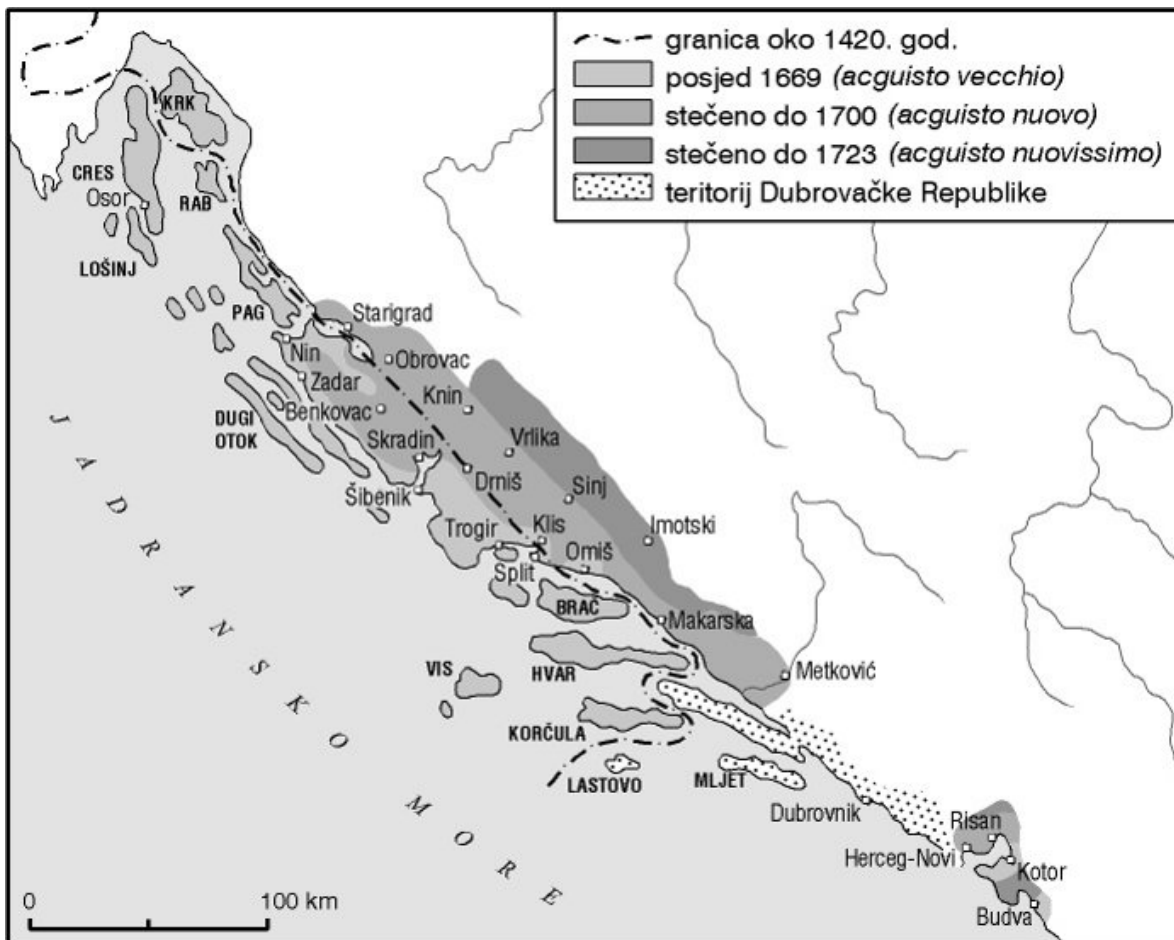 granica oko 1420. god.
posjed 1669 (acguisto vecchio)
stečeno do 1700 (acguisto nuovo)
stečeno do 1723 (acguisto nuovissimo)
teritorij Dubrovačke Republike
KRK
CRES
Osor
RAB
LOŠINJ
PAG
Starigrad
Nin
Obrovac
Zadar
Knin
DUGI
OTOK
Benkovac
Skradin
Vrlika
Drniš
Šibenik
Sinj
Trogir
Klis
Imotski
Split
Omiš
BRAČ
Makarska
VIS
HVAR
Metković
KORČULA
LASTOVO
MLJET
Dubrovnik
Risan
Herceg-Novi
Kotor
Budva
JADRANSKO MORE
0 100 km